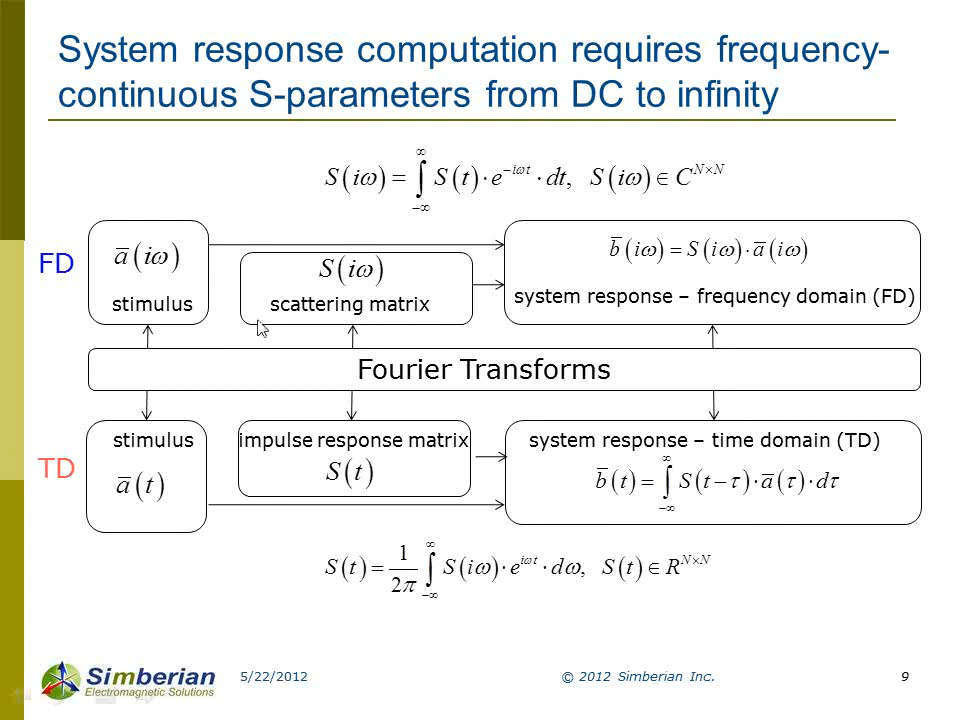 System response computation requires frequency-
continuous S-parameters from DC to infinity
S(iω) = ∫_{-∞}^{∞} S(t)·e^{-iωt}·dt, S(iω) ∈ C^{N×N}
FD
a̅(iω)
stimulus
S(iω)
scattering matrix
b̅(iω) = S(iω)·a̅(iω)
system response – frequency domain (FD)
Fourier Transforms
TD
stimulus
a̅(t)
impulse response matrix
S(t)
system response – time domain (TD)
b̅(t) = ∫_{-∞}^{∞} S(t−τ)·a̅(τ)·dτ
S(t) = 1/2π ∫_{-∞}^{∞} S(iω)·e^{iωt}·dω, S(t) ∈ R^{N×N}
Simberian
Electromagnetic Solutions
5/22/2012
© 2012 Simberian Inc.
9